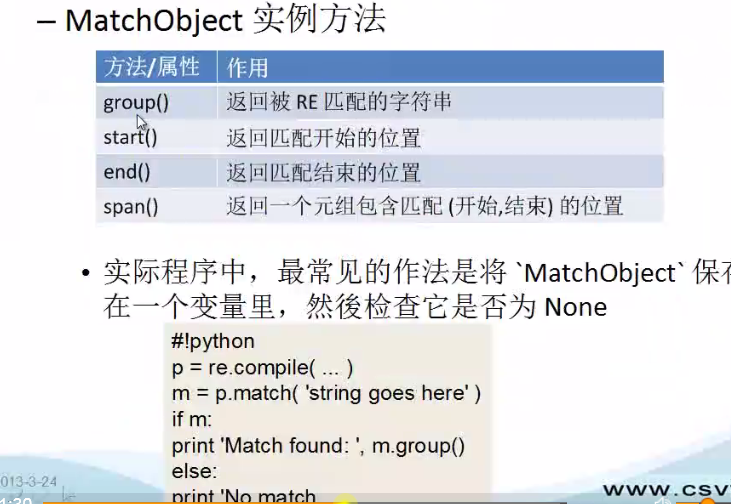 – MatchObject 实例方法
方法/属性 作用
group() 返回被 RE 匹配的字符串
start() 返回匹配开始的位置
end() 返回匹配结束的位置
span() 返回一个元组包含匹配 (开始,结束) 的位置
• 实际程序中，最常见的作法是将 `MatchObject` 保存
在一个变量里，然後检查它是否为 None
#!python
p = re.compile( ... )
m = p.match( 'string goes here' )
if m:
print 'Match found: ', m.group()
else:
print 'No match
013-3-24
www.csv